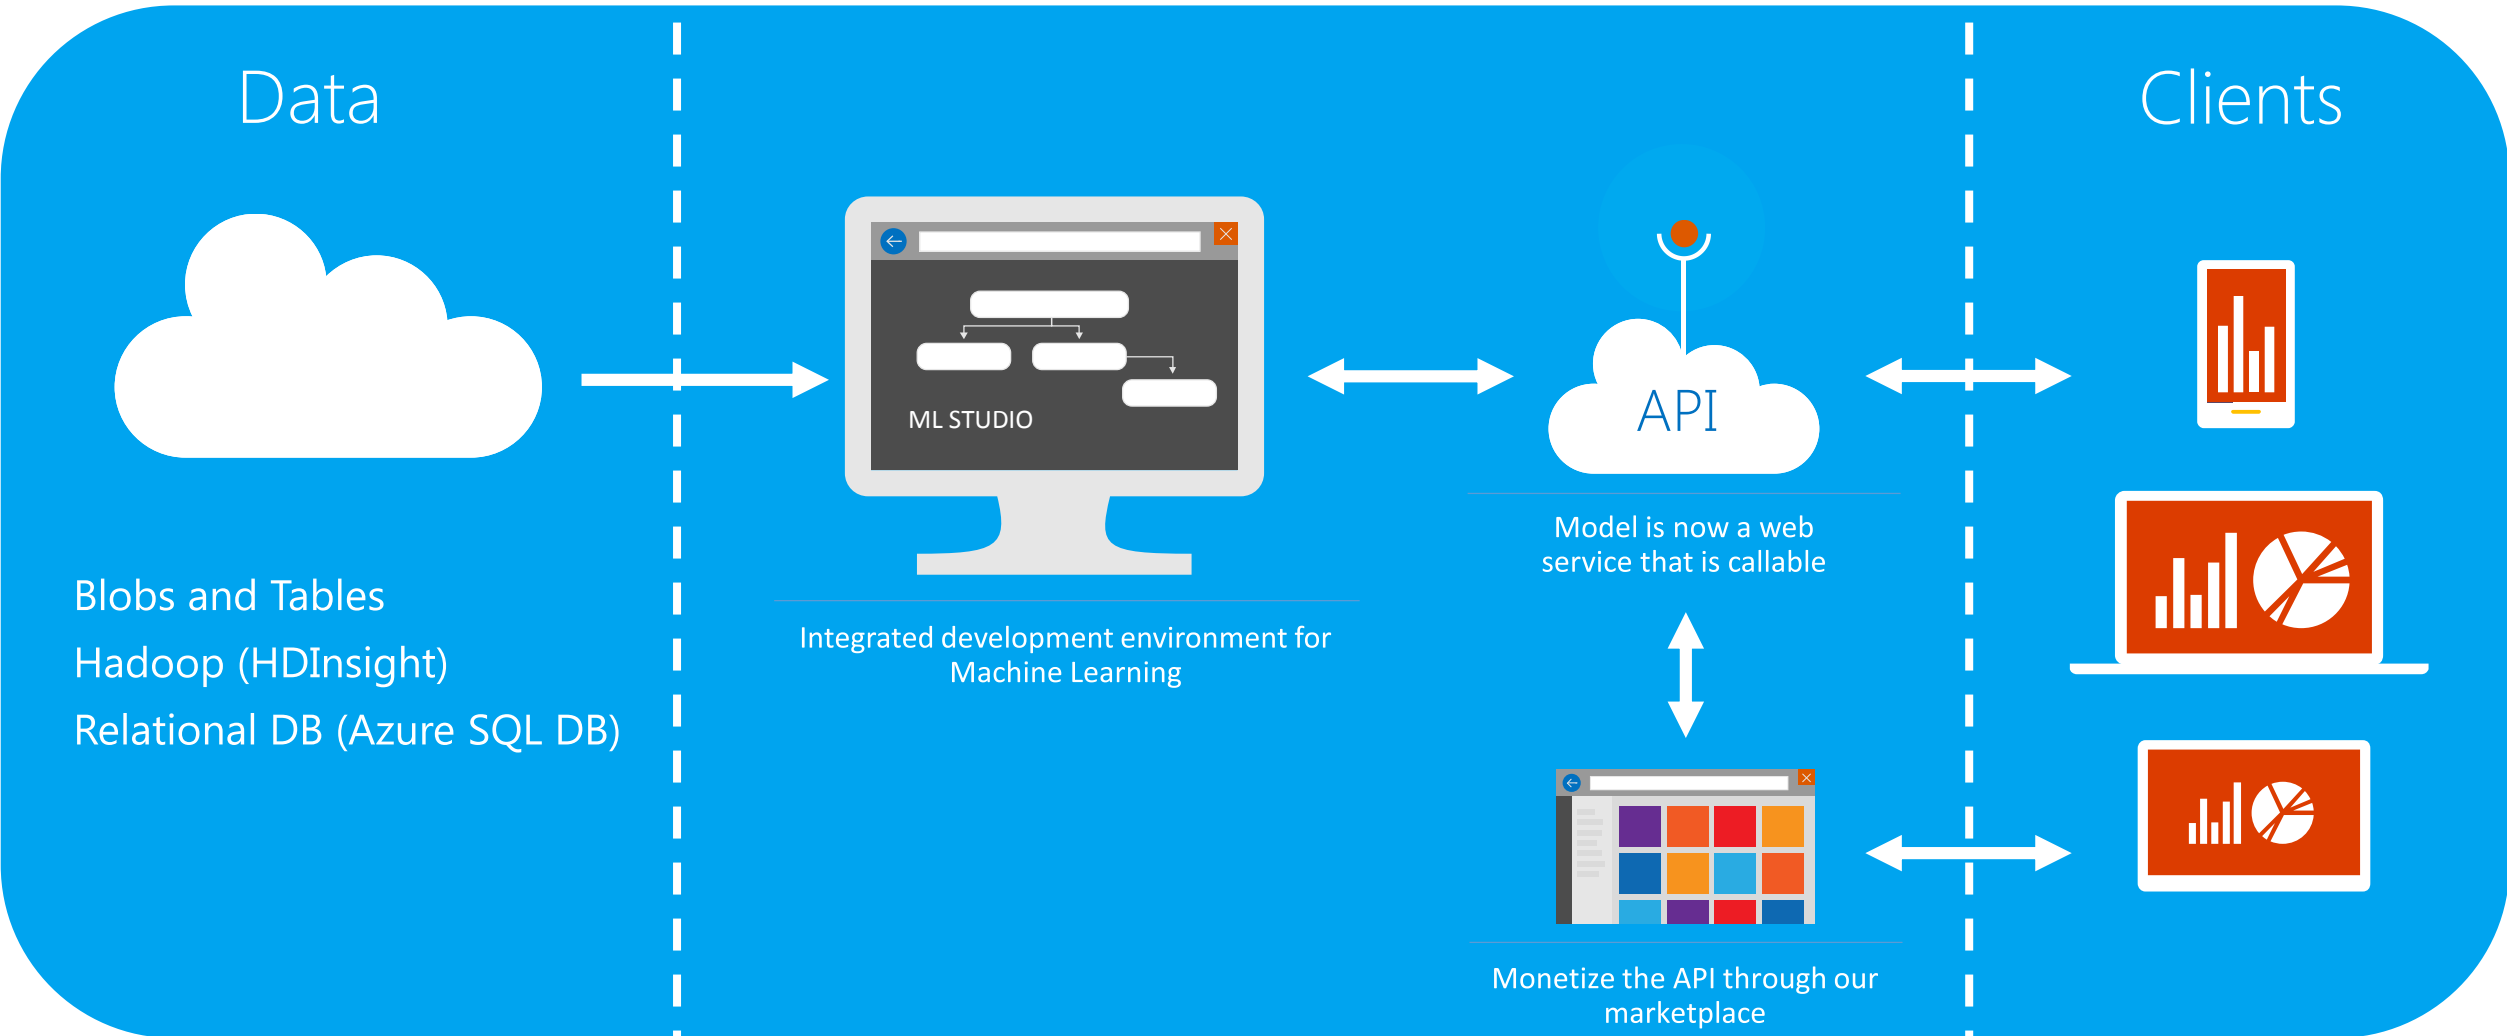 Data
Blobs and Tables
Hadoop (HDInsight)
Relational DB (Azure SQL DB)
ML STUDIO
Integrated development environment for
Machine Learning
API
Model is now a web
service that is callable
Monetize the API through our
marketplace
Clients